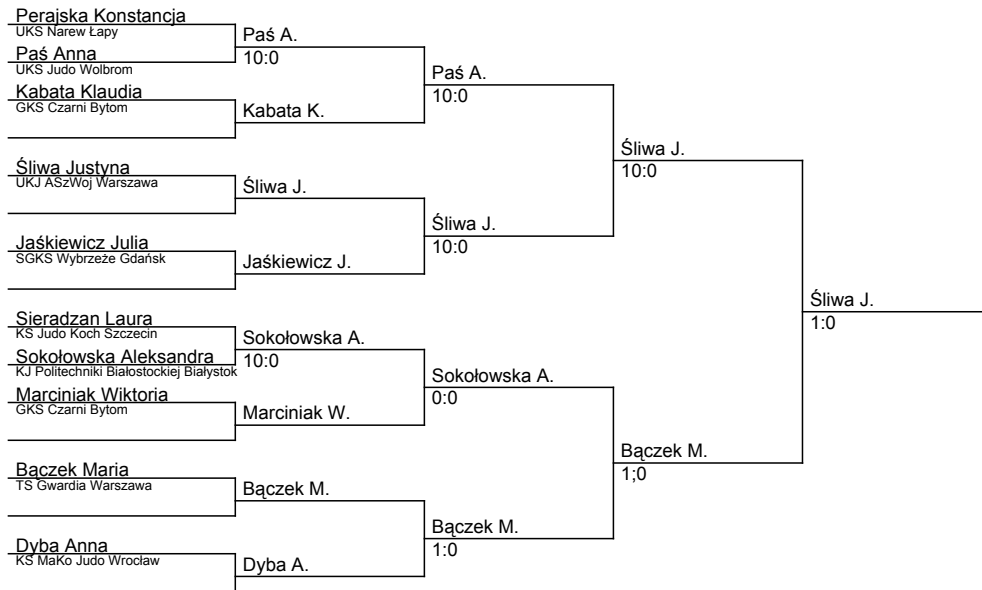 Perajska Konstancja
UKS Narew Łapy
Paś Anna
UKS Judo Wolbrom
Kabata Klaudia
GKS Czarni Bytom
Śliwa Justyna
UKJ ASzWoj Warszawa
Jaśkiewicz Julia
SGKS Wybrzeże Gdańsk
Sieradzan Laura
KS Judo Koch Szczecin
Sokołowska Aleksandra
KJ Politechniki Białostockiej Białystok
Marciniak Wiktoria
GKS Czarni Bytom
Bączek Maria
TS Gwardia Warszawa
Dyba Anna
KS MaKo Judo Wrocław
Paś A.
10:0
Kabata K.
Śliwa J.
Jaśkiewicz J.
Sokołowska A.
10:0
Marciniak W.
Bączek M.
Dyba A.
Paś A.
10:0
Śliwa J.
10:0
Sokołowska A.
0:0
Bączek M.
1:0
Śliwa J.
10:0
Bączek M.
1;0
Śliwa J.
1:0